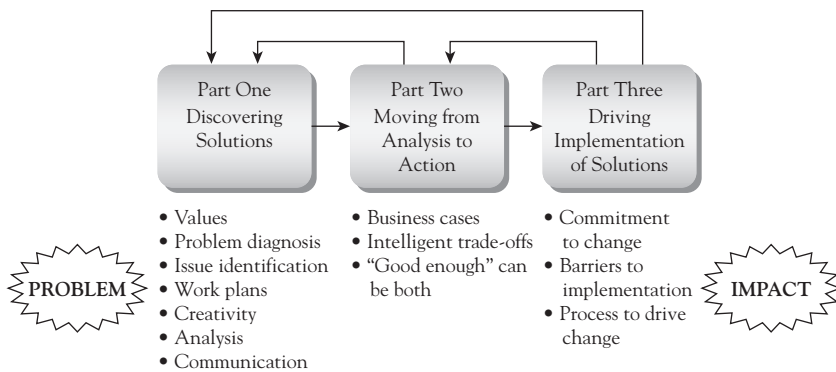 Part One
Discovering
Solutions
Part Two
Moving from
Analysis to
Action
Part Three
Driving
Implementation
of Solutions
PROBLEM
• Values
• Problem diagnosis
• Issue identification
• Work plans
• Creativity
• Analysis
• Communication
• Business cases
• Intelligent trade-offs
• “Good enough” can
be both
• Commitment
to change
• Barriers to
implementation
• Process to drive
change
IMPACT